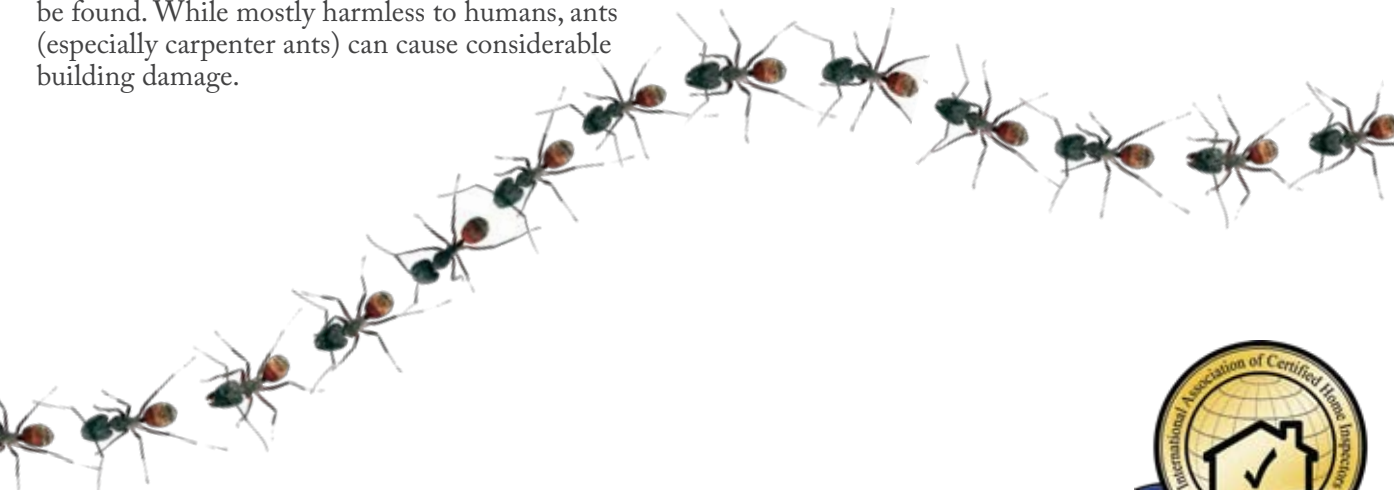 be found. While mostly harmless to humans, ants
(especially carpenter ants) can cause considerable
building damage.
International Association of Certified Home Inspectors